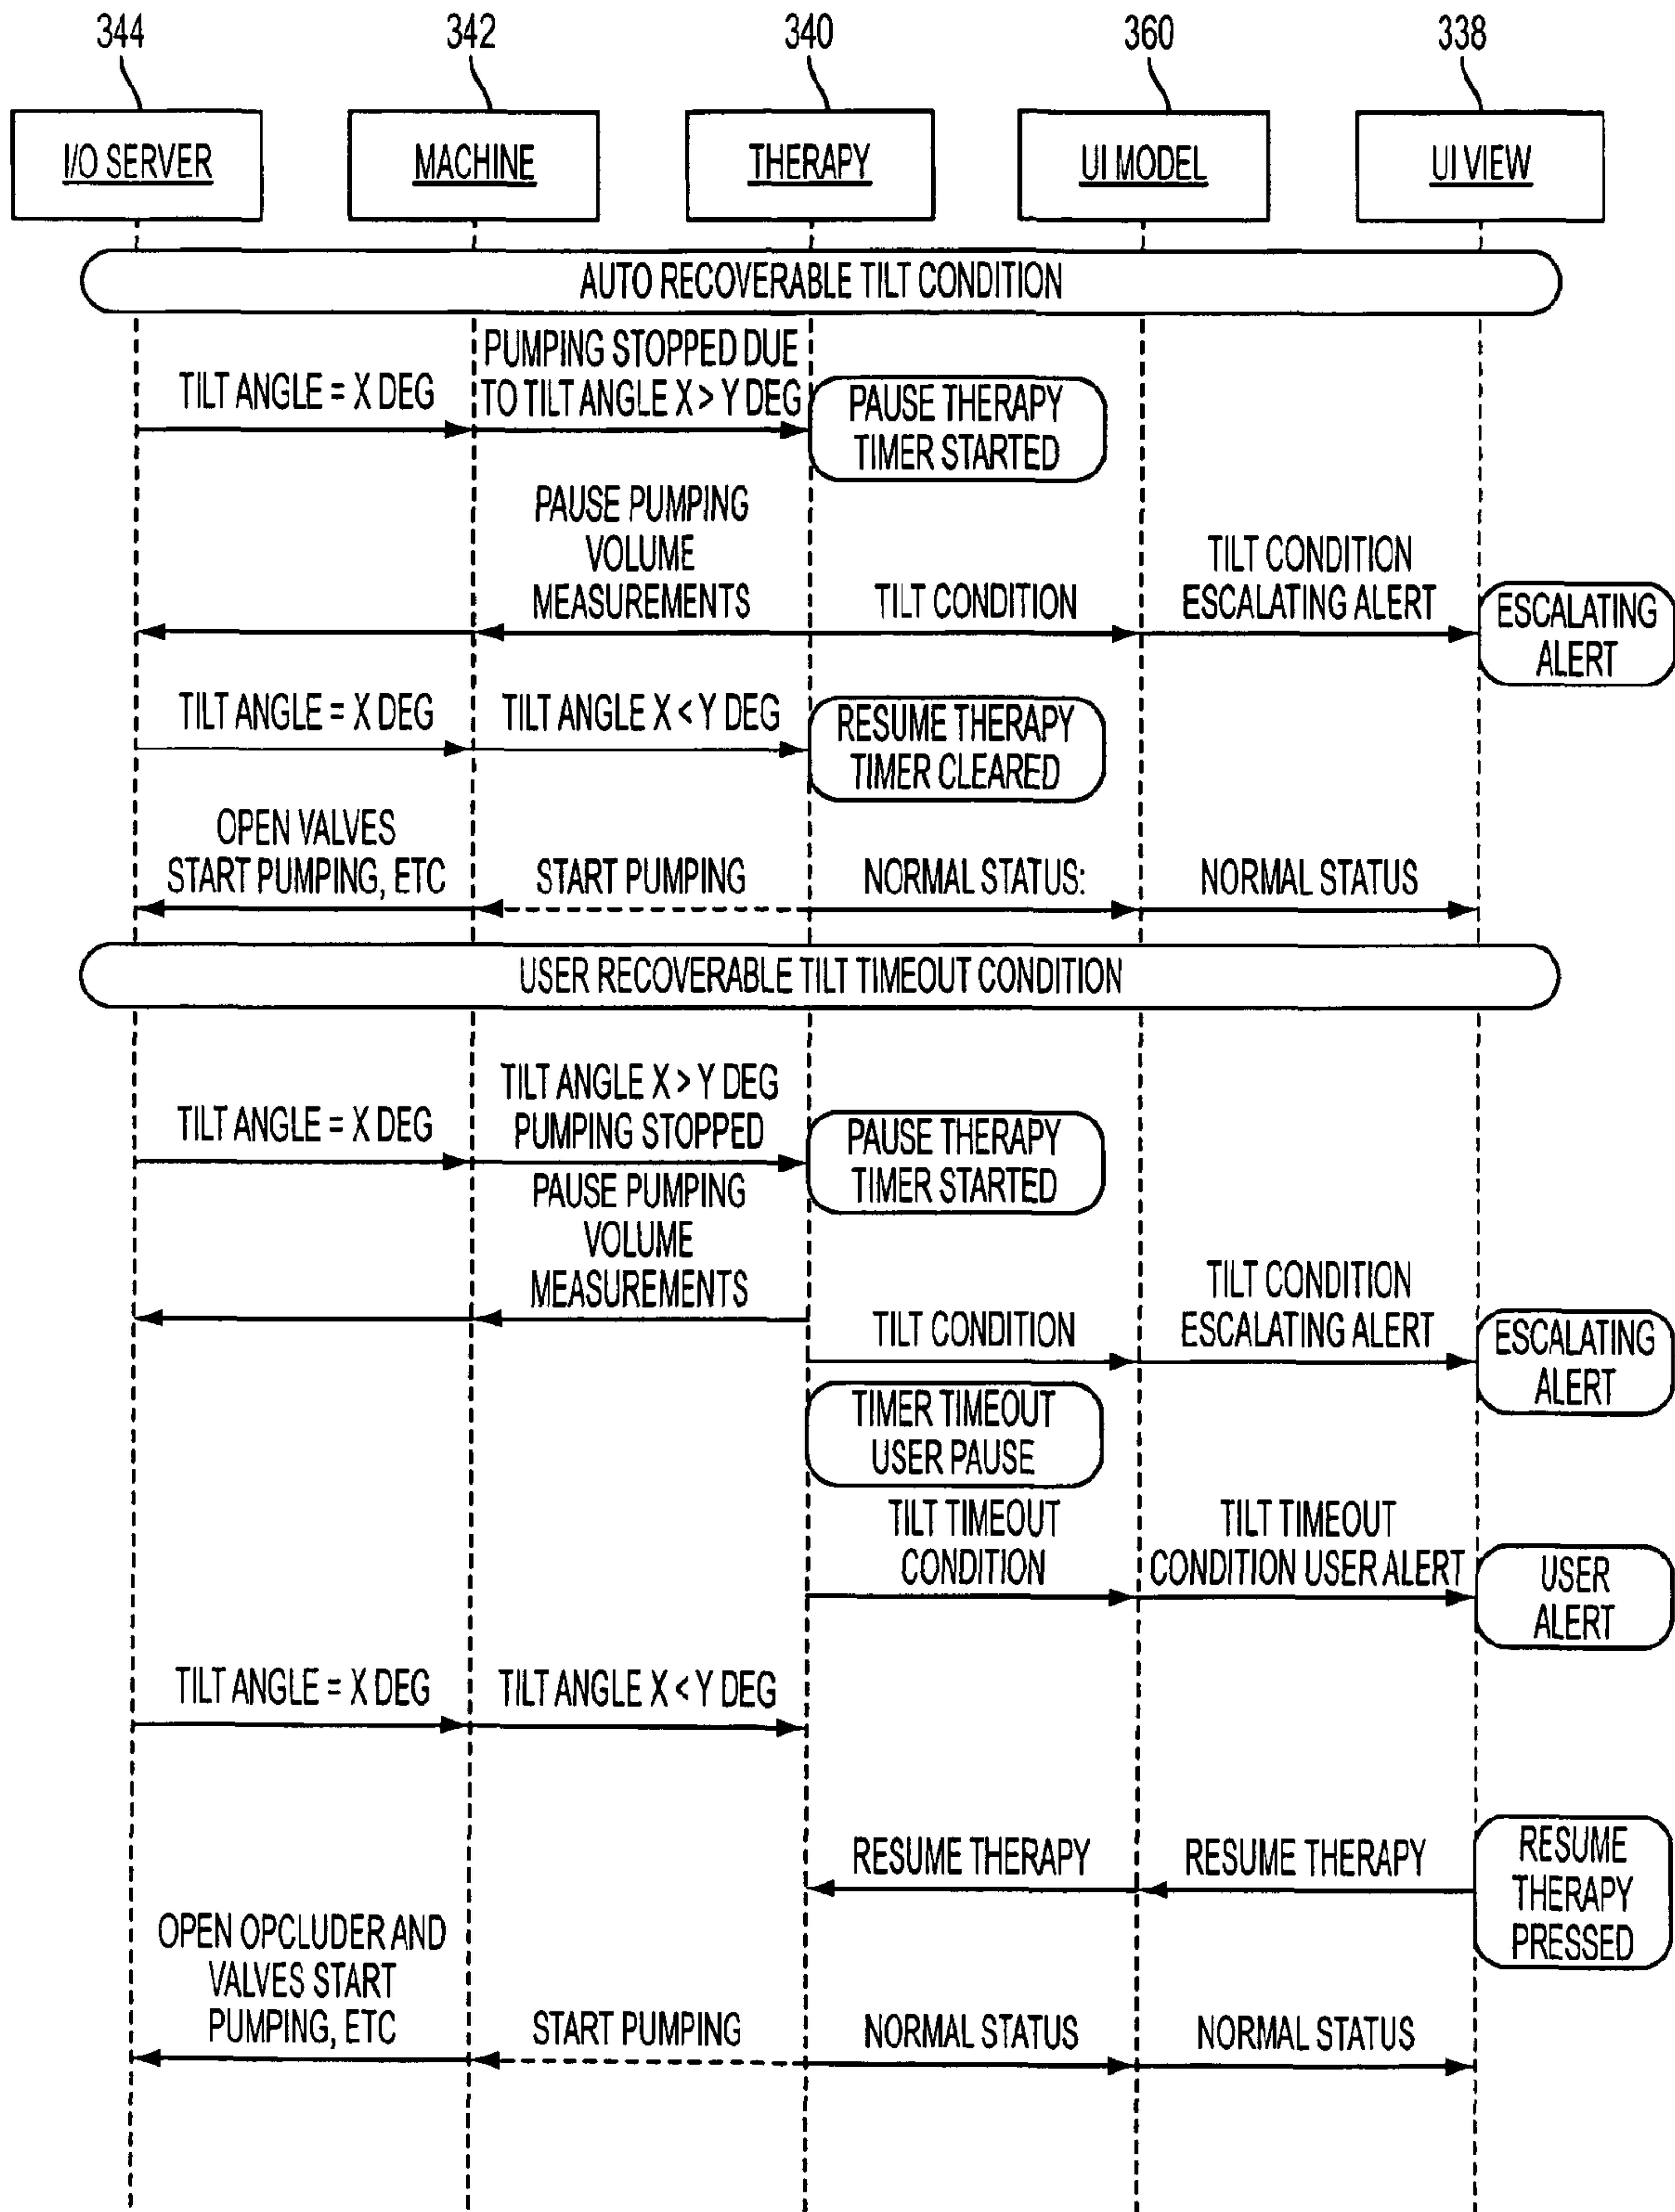 344
342
340
360
338
I/O SERVER
MACHINE
THERAPY
UI MODEL
UI VIEW
AUTO RECOVERABLE TILT CONDITION
TILT ANGLE = X DEG
PUMPING STOPPED DUE
TO TILT ANGLE X > Y DEG
PAUSE THERAPY
TIMER STARTED
PAUSE PUMPING
VOLUME
MEASUREMENTS
TILT CONDITION
TILT CONDITION
ESCALATING ALERT
ESCALATING
ALERT
TILT ANGLE = X DEG
TILT ANGLE X < Y DEG
RESUME THERAPY
TIMER CLEARED
OPEN VALVES
START PUMPING, ETC
START PUMPING
NORMAL STATUS:
NORMAL STATUS
USER RECOVERABLE TILT TIMEOUT CONDITION
TILT ANGLE = X DEG
TILT ANGLE X > Y DEG
PUMPING STOPPED
PAUSE THERAPY
TIMER STARTED
PAUSE PUMPING
VOLUME
MEASUREMENTS
TILT CONDITION
TILT CONDITION
ESCALATING ALERT
ESCALATING
ALERT
TIMER TIMEOUT
USER PAUSE
TILT TIMEOUT
CONDITION
TILT TIMEOUT
CONDITION USER ALERT
USER
ALERT
TILT ANGLE = X DEG
TILT ANGLE X < Y DEG
RESUME THERAPY
RESUME THERAPY
RESUME
THERAPY
PRESSED
OPEN OPCLUDER AND
VALVES START
PUMPING, ETC
START PUMPING
NORMAL STATUS
NORMAL STATUS